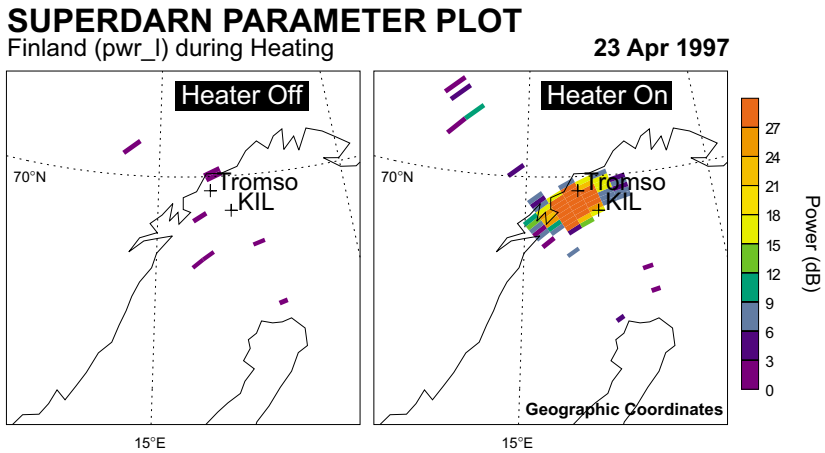 SUPERDARN PARAMETER PLOT
Finland (pwr_l) during Heating
23 Apr 1997
Heater Off
Heater On
70°N
Tromso
KIL
70°N
Tromso
KIL
27
24
21
18
15
12
9
6
3
0
Power (dB)
Geographic Coordinates
15°E
15°E